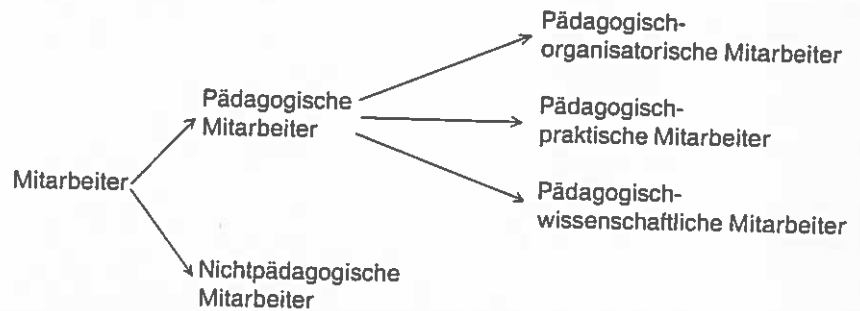 Mitarbeiter
Pädagogische
Mitarbeiter
Nichtpädagogische
Mitarbeiter
Pädagogisch-
organisatorische Mitarbeiter
Pädagogisch-
praktische Mitarbeiter
Pädagogisch-
wissenschaftliche Mitarbeiter